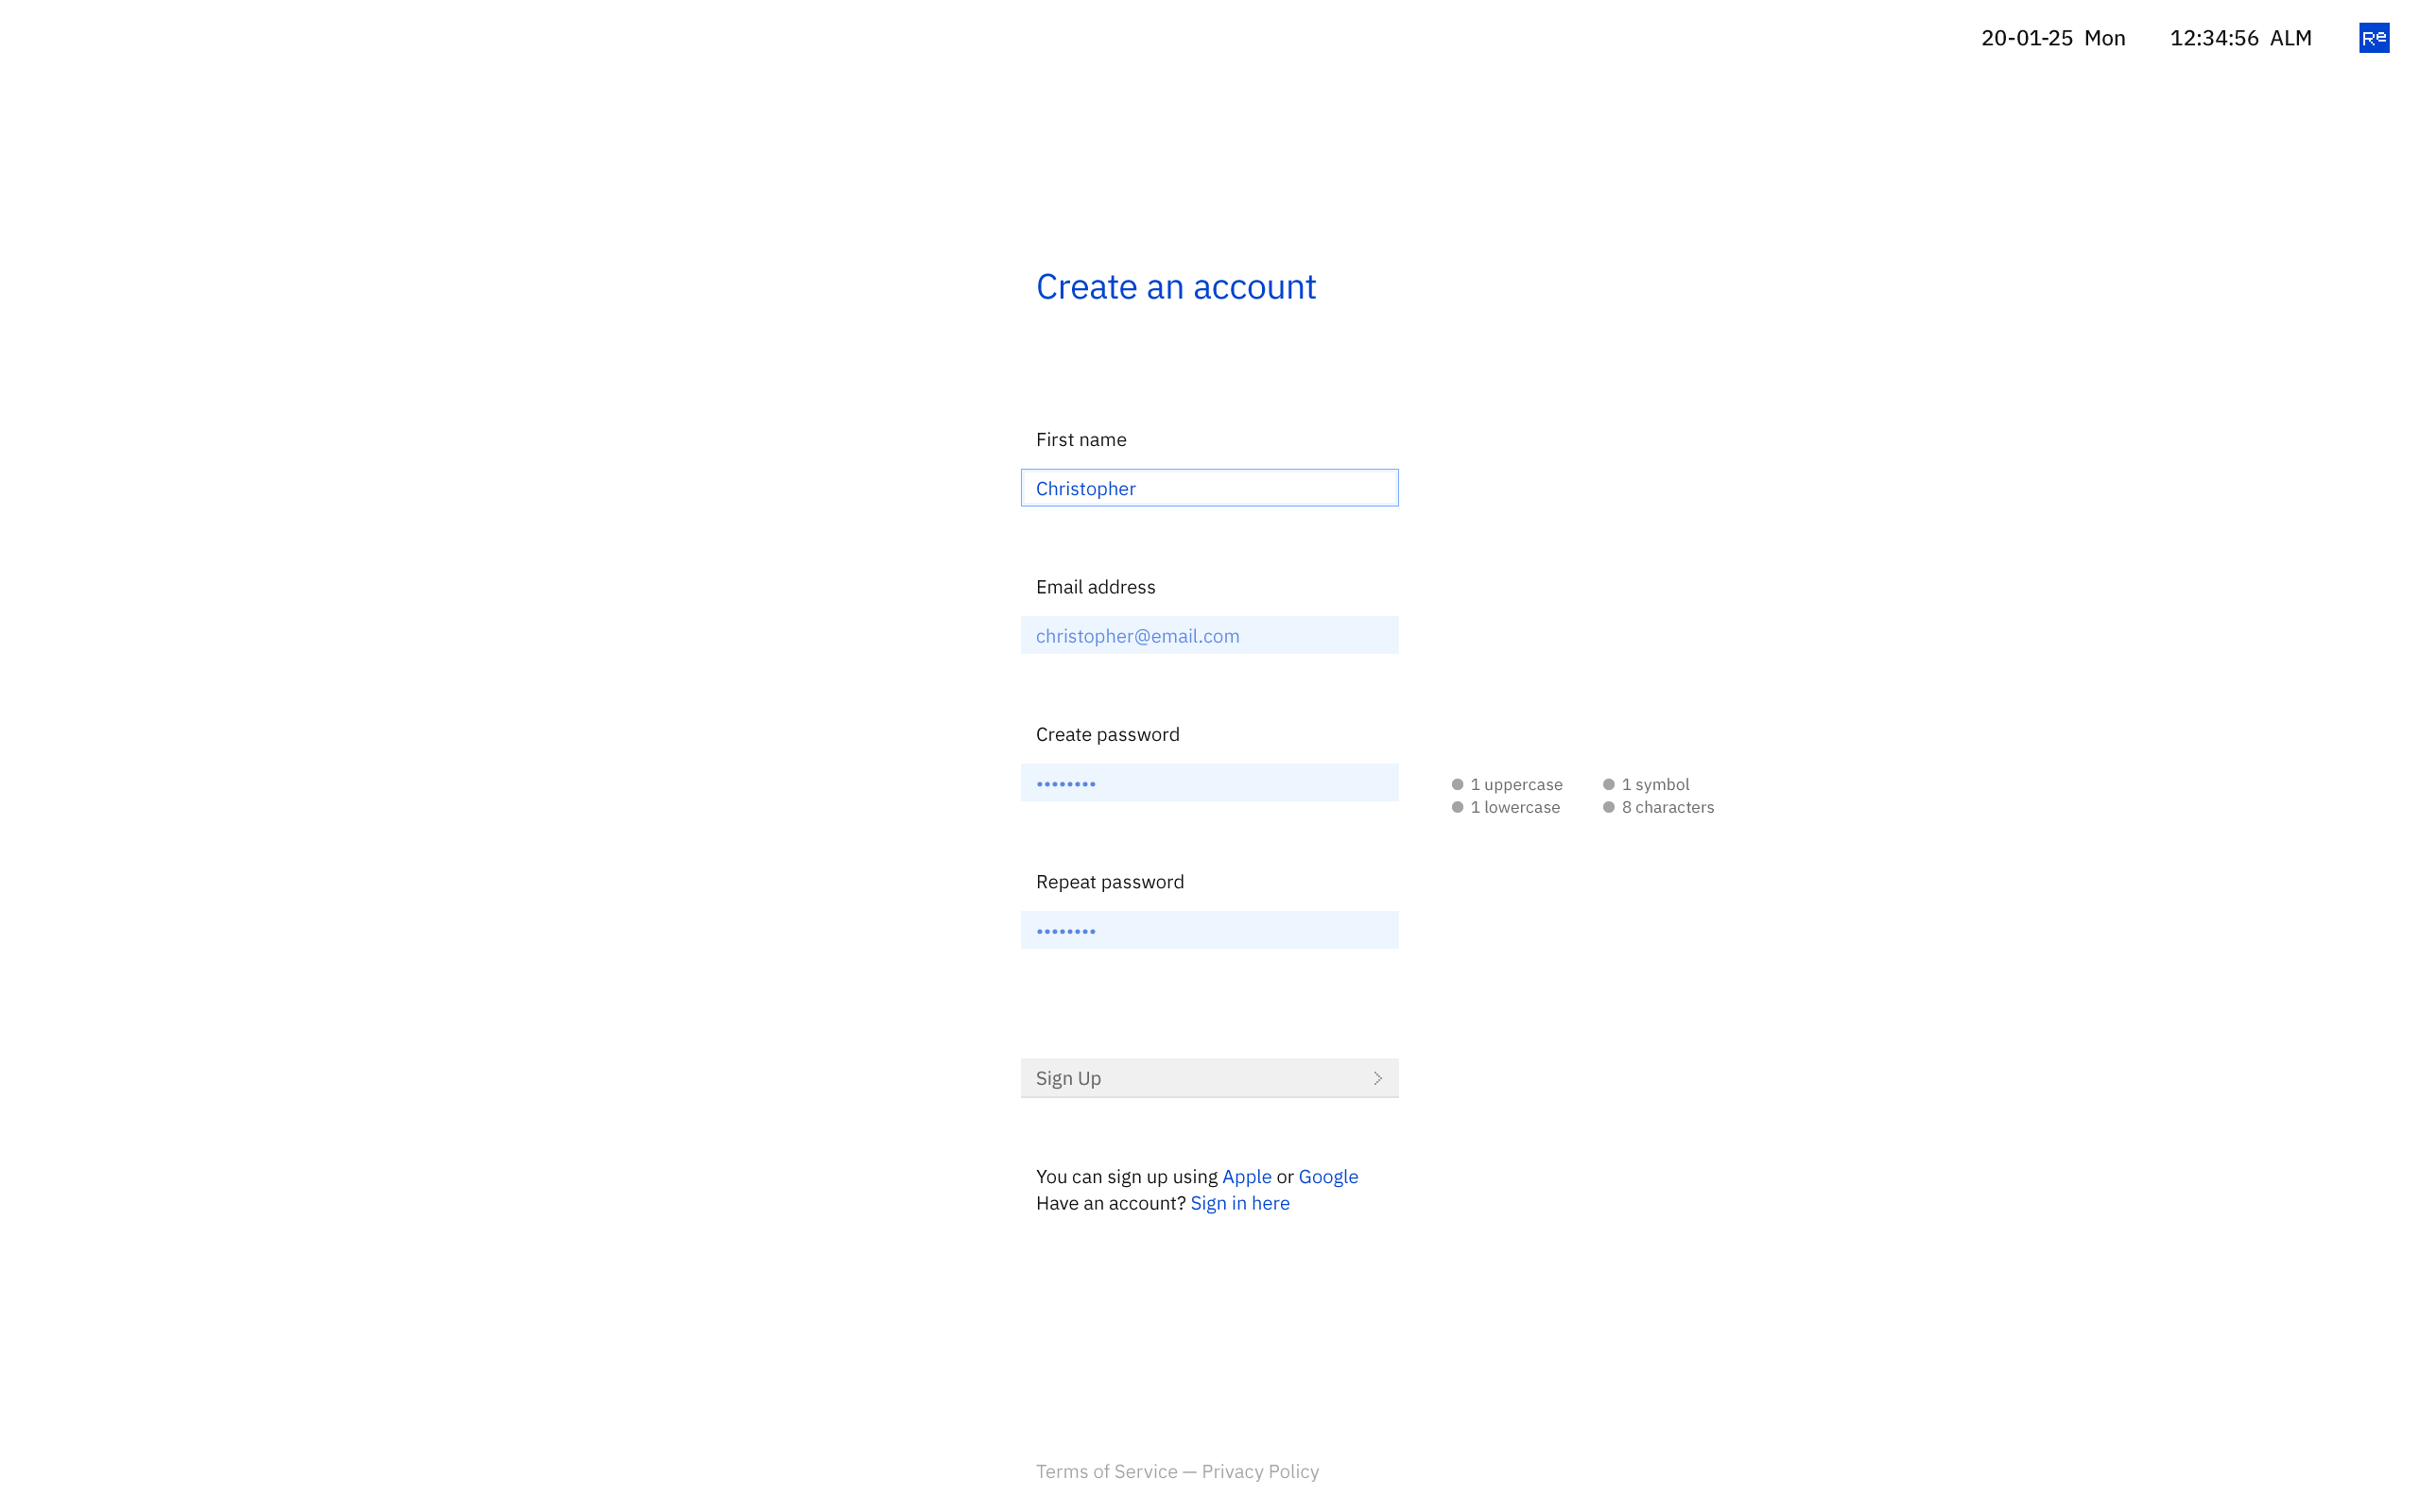 20-01-25 Mon 12:34:56 ALM Re
Create an account
First name
Christopher
Email address
christopher@email.com
Create password
••••••••
1 uppercase 1 symbol
1 lowercase 8 characters
Repeat password
••••••••
Sign Up
You can sign up using Apple or Google
Have an account? Sign in here
Terms of Service — Privacy Policy